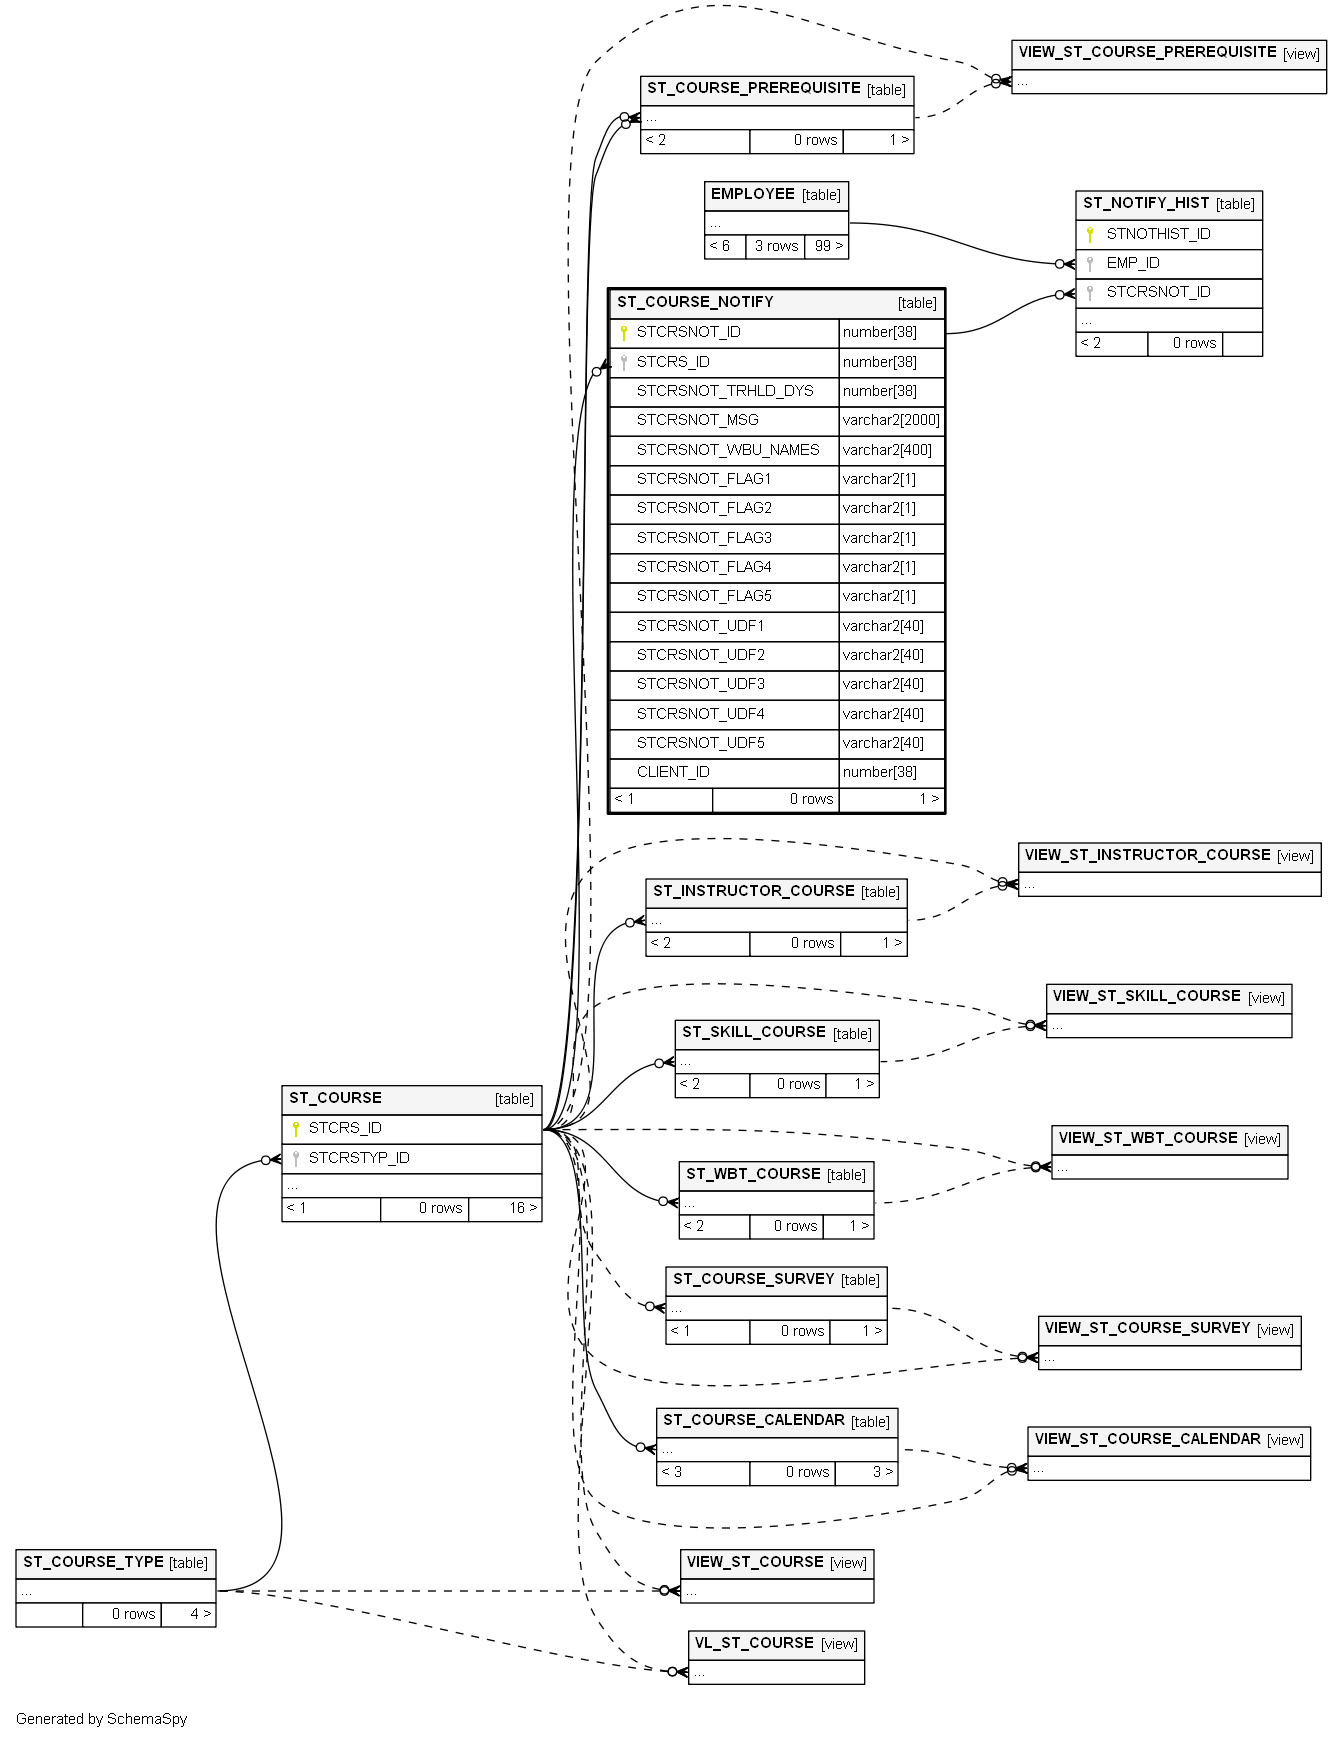 VIEW_ST_COURSE_PREREQUISITE [view]
...
ST_COURSE_PREREQUISITE [table]
...
< 2 0 rows 1 >
EMPLOYEE [table]
...
< 6 3 rows 99 >
ST_NOTIFY_HIST [table]
STNOTHIST_ID
EMP_ID
STCRSNOT_ID
...
< 2 0 rows
ST_COURSE_NOTIFY [table]
STCRSNOT_ID number[38]
STCRS_ID number[38]
STCRSNOT_TRHLD_DYS number[38]
STCRSNOT_MSG varchar2[2000]
STCRSNOT_WBU_NAMES varchar2[400]
STCRSNOT_FLAG1 varchar2[1]
STCRSNOT_FLAG2 varchar2[1]
STCRSNOT_FLAG3 varchar2[1]
STCRSNOT_FLAG4 varchar2[1]
STCRSNOT_FLAG5 varchar2[1]
STCRSNOT_UDF1 varchar2[40]
STCRSNOT_UDF2 varchar2[40]
STCRSNOT_UDF3 varchar2[40]
STCRSNOT_UDF4 varchar2[40]
STCRSNOT_UDF5 varchar2[40]
CLIENT_ID number[38]
< 1 0 rows 1 >
VIEW_ST_INSTRUCTOR_COURSE [view]
...
ST_INSTRUCTOR_COURSE [table]
...
< 2 0 rows 1 >
VIEW_ST_SKILL_COURSE [view]
...
ST_SKILL_COURSE [table]
...
< 2 0 rows 1 >
ST_COURSE [table]
STCRS_ID
STCRSTYP_ID
...
< 1 0 rows 16 >
VIEW_ST_WBT_COURSE [view]
...
ST_WBT_COURSE [table]
...
< 2 0 rows 1 >
ST_COURSE_SURVEY [table]
...
< 1 0 rows 1 >
VIEW_ST_COURSE_SURVEY [view]
...
ST_COURSE_CALENDAR [table]
...
< 3 0 rows 3 >
VIEW_ST_COURSE_CALENDAR [view]
...
ST_COURSE_TYPE [table]
...
0 rows 4 >
VIEW_ST_COURSE [view]
...
VL_ST_COURSE [view]
...
Generated by SchemaSpy